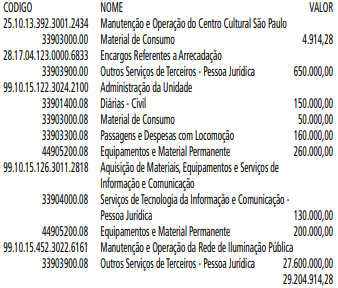 CODIGO NOME VALOR
25.10.13.392.3001.2434 Manutenção e Operação do Centro Cultural São Paulo
33903000.00 Material de Consumo 4.914,28
28.17.04.123.0000.6833 Encargos Referentes a Arrecadação
33903900.00 Outros Serviços de Terceiros - Pessoa Jurídica 650.000,00
99.10.15.122.3024.2100 Administração da Unidade
33901400.08 Diárias - Civil 150.000,00
33903000.08 Material de Consumo 50.000,00
33903300.08 Passagens e Despesas com Locomoção 160.000,00
44905200.08 Equipamentos e Material Permanente 260.000,00
99.10.15.126.3011.2818 Aquisição de Materiais, Equipamentos e Serviços de
Informação e Comunicação
33904000.08 Serviços de Tecnologia da Informação e Comunicação -
Pessoa Jurídica 130.000,00
44905200.08 Equipamentos e Material Permanente 200.000,00
99.10.15.452.3022.6161 Manutenção e Operação da Rede de Iluminação Pública
33903900.08 Outros Serviços de Terceiros - Pessoa Jurídica 27.600.000,00
29.204.914,28